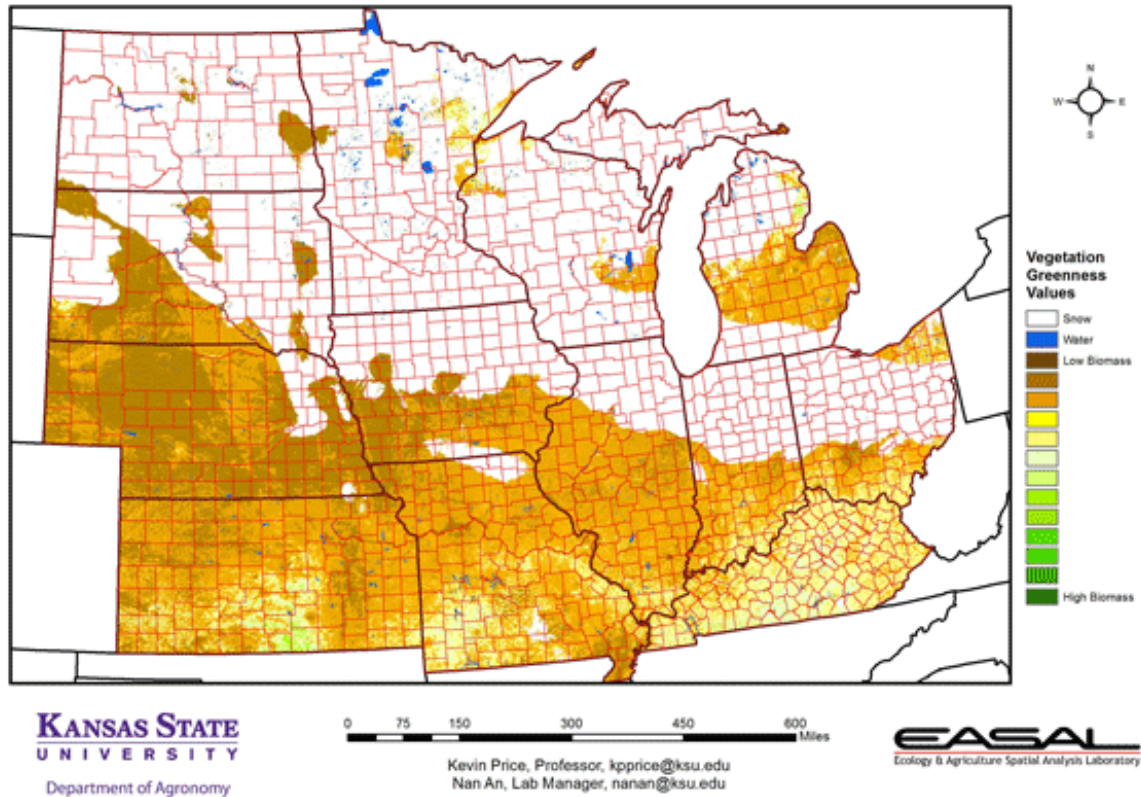 N
W
E
S
Vegetation
Greenness
Values
Snow
Water
Low Biomass
High Biomass
KANSAS STATE
UNIVERSITY
Department of Agronomy
0 75 150 300 450 600
Miles
Kevin Price, Professor, kpprice@ksu.edu
Nan An, Lab Manager, nanan@ksu.edu
EASAL
Ecology & Agriculture Spatial Analysis Laboratory